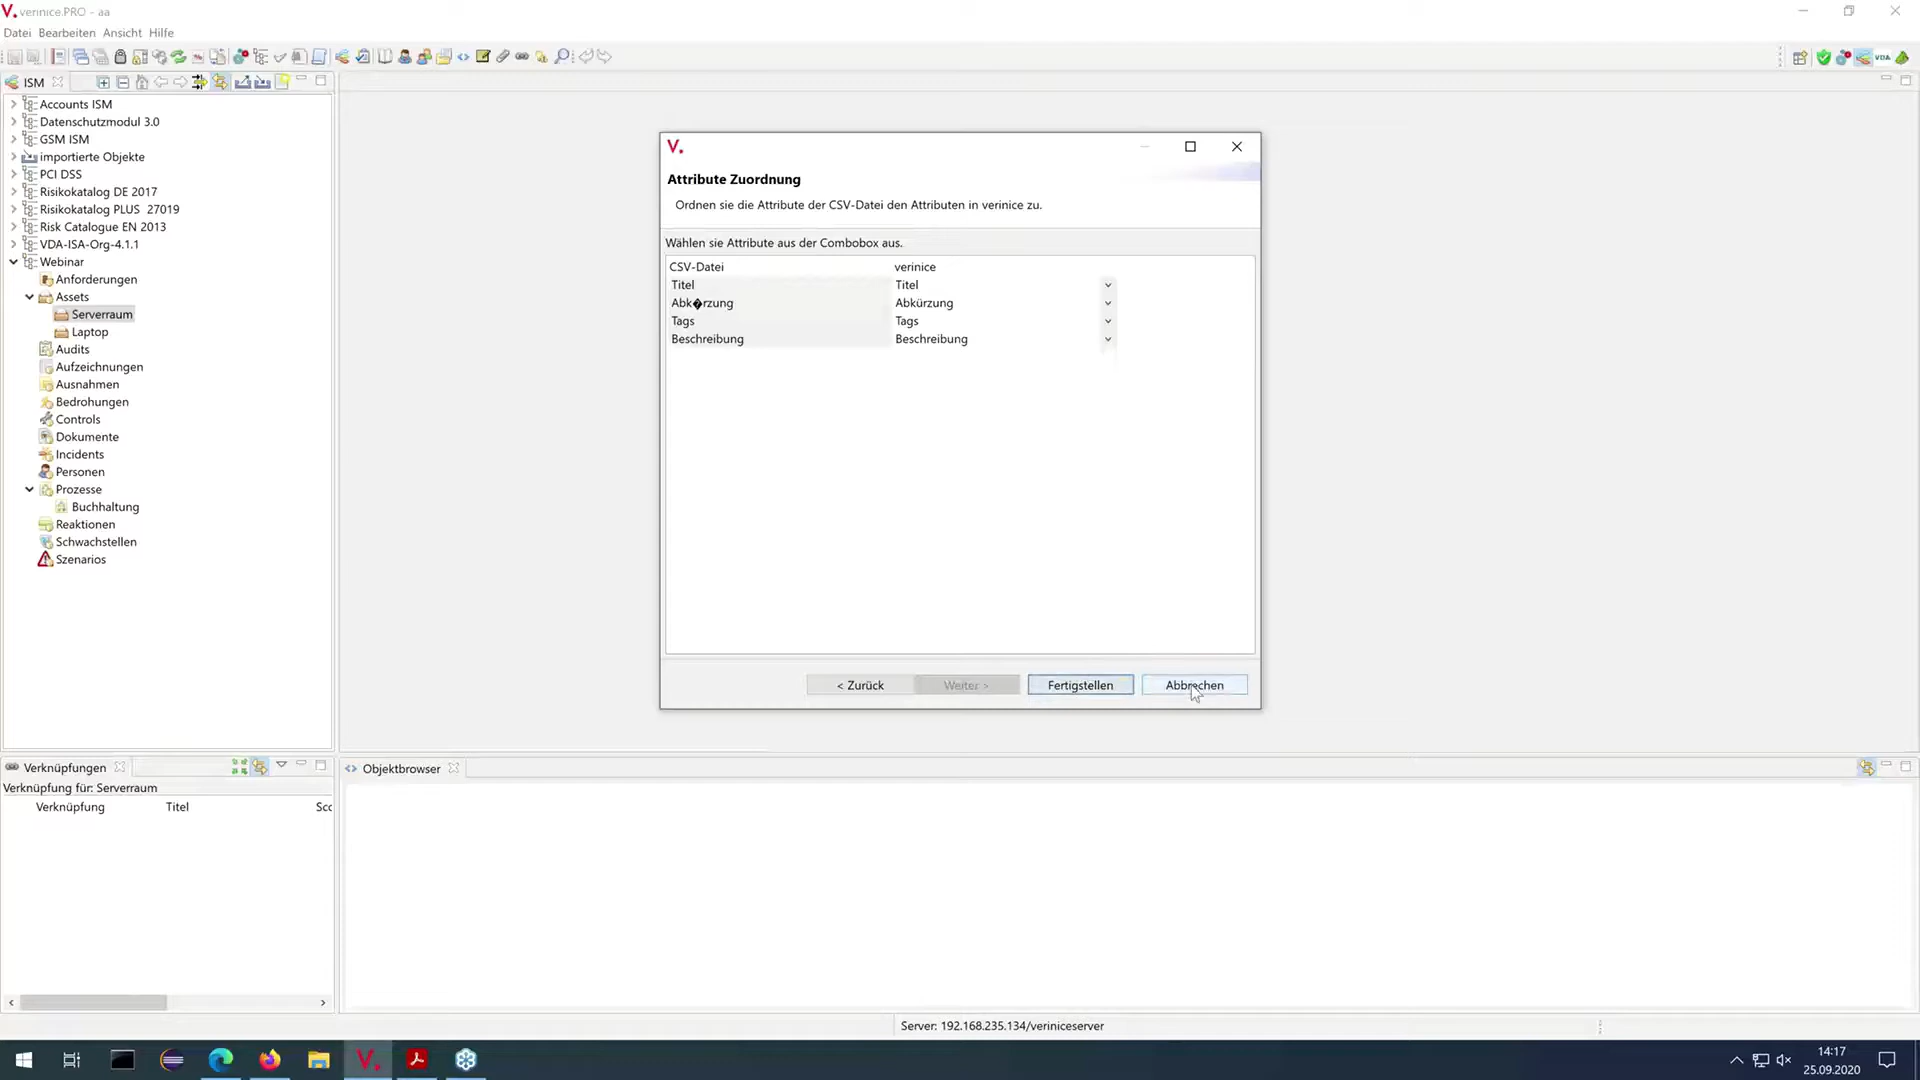 verinice.PRO - aa
Datei Bearbeiten Ansicht Hilfe
VDA
ISM
Accounts ISM
Datenschutzmodul 3.0
GSM ISM
importierte Objekte
PCI DSS
Risikokatalog DE 2017
Risikokatalog PLUS 27019
Risk Catalogue EN 2013
VDA-ISA-Org-4.1.1
Webinar
Anforderungen
Assets
Serverraum
Laptop
Audits
Aufzeichnungen
Ausnahmen
Bedrohungen
Controls
Dokumente
Incidents
Personen
Prozesse
Buchhaltung
Reaktionen
Schwachstellen
Szenarios
V.
Attribute Zuordnung
Ordnen sie die Attribute der CSV-Datei den Attributen in verinice zu.
Wählen sie Attribute aus der Combobox aus.
CSV-Datei verinice
Titel Titel
Abk�rzung Abkürzung
Tags Tags
Beschreibung Beschreibung
< Zurück Weiter > Fertigstellen Abbrechen
Verknüpfungen
Verknüpfung für: Serverraum
Verknüpfung Titel Sco
Objektbrowser
Server: 192.168.235.134/veriniceserver
14:17
25.09.2020